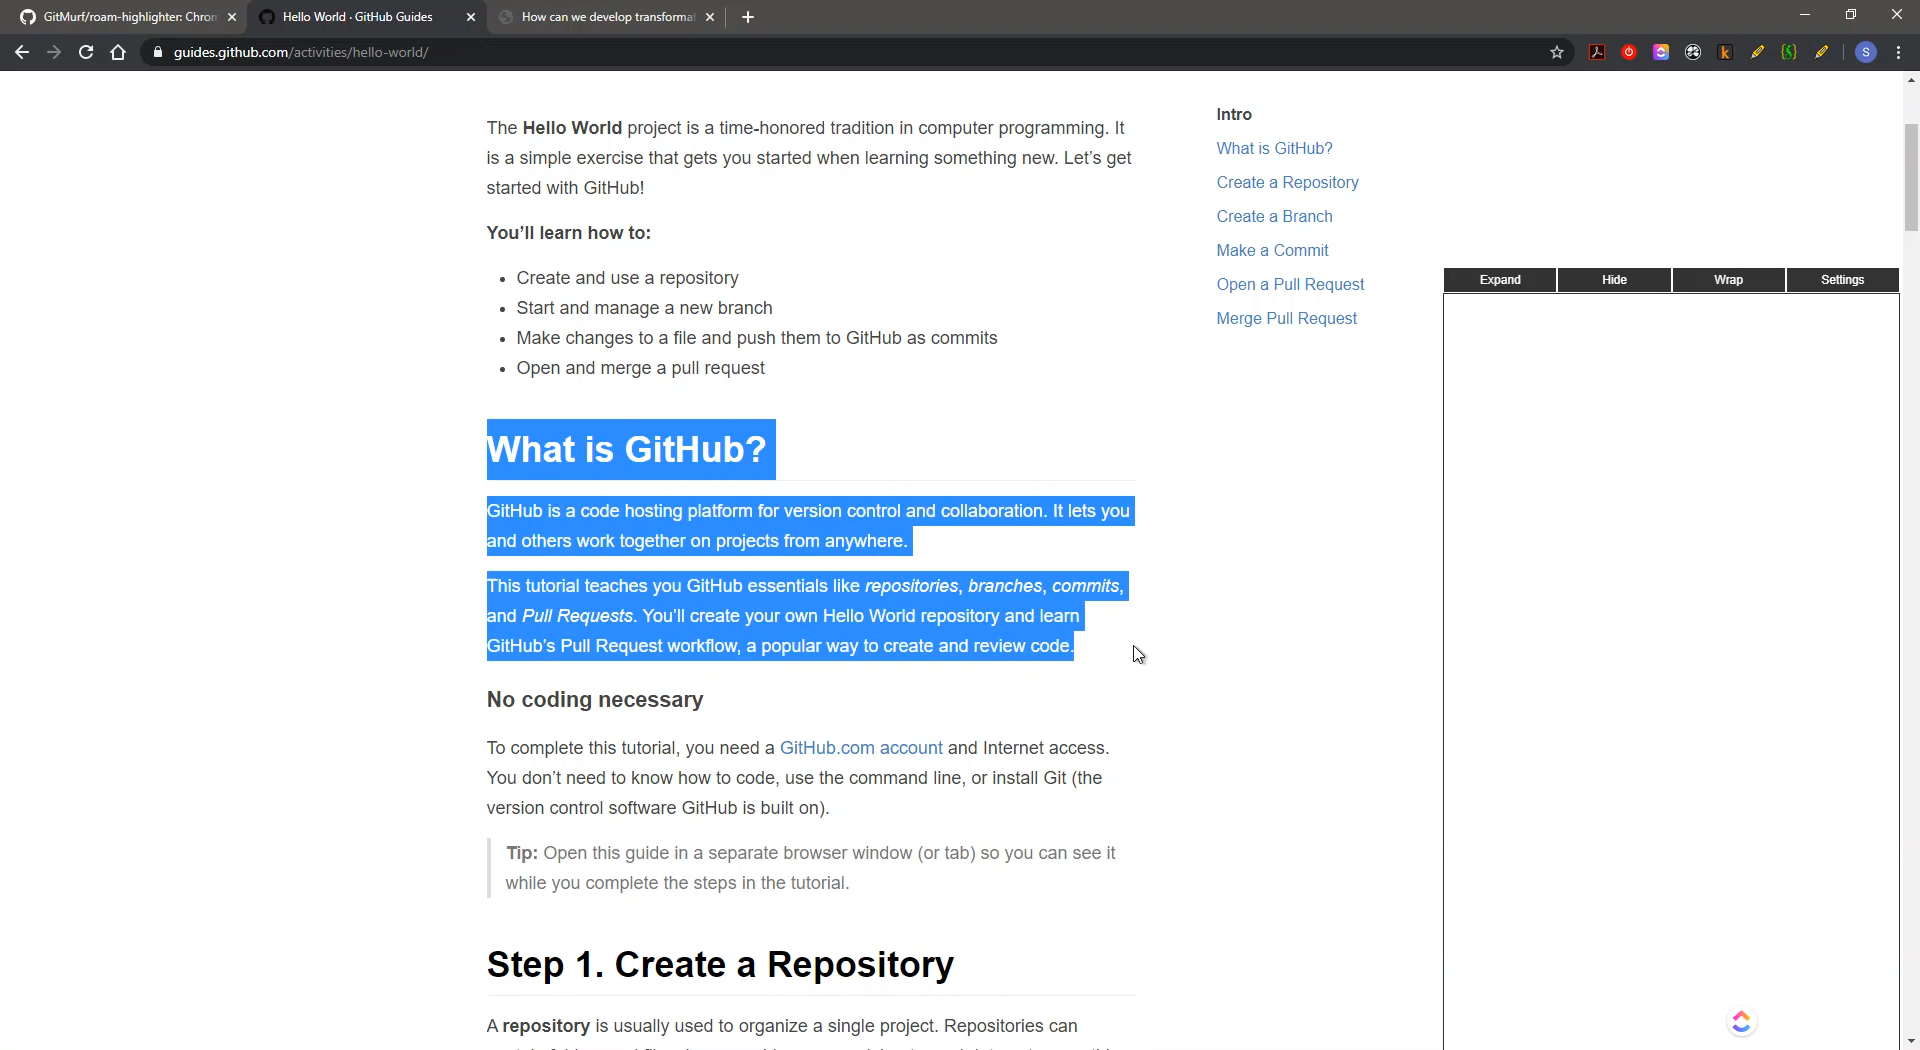 GitMurf/roam-highlighter: Chron
Hello World · GitHub Guides
How can we develop transformat
guides.github.com/activities/hello-world/
S
The Hello World project is a time-honored tradition in computer programming. It
is a simple exercise that gets you started when learning something new. Let's get
started with GitHub!
You'll learn how to:
• Create and use a repository
• Start and manage a new branch
• Make changes to a file and push them to GitHub as commits
• Open and merge a pull request
What is GitHub?
GitHub is a code hosting platform for version control and collaboration. It lets you
and others work together on projects from anywhere.
This tutorial teaches you GitHub essentials like repositories, branches, commits,
and Pull Requests. You'll create your own Hello World repository and learn
GitHub's Pull Request workflow, a popular way to create and review code.
No coding necessary
To complete this tutorial, you need a GitHub.com account and Internet access.
You don't need to know how to code, use the command line, or install Git (the
version control software GitHub is built on).
Tip: Open this guide in a separate browser window (or tab) so you can see it
while you complete the steps in the tutorial.
Step 1. Create a Repository
A repository is usually used to organize a single project. Repositories can
Intro
What is GitHub?
Create a Repository
Create a Branch
Make a Commit
Open a Pull Request
Merge Pull Request
Expand Hide Wrap Settings